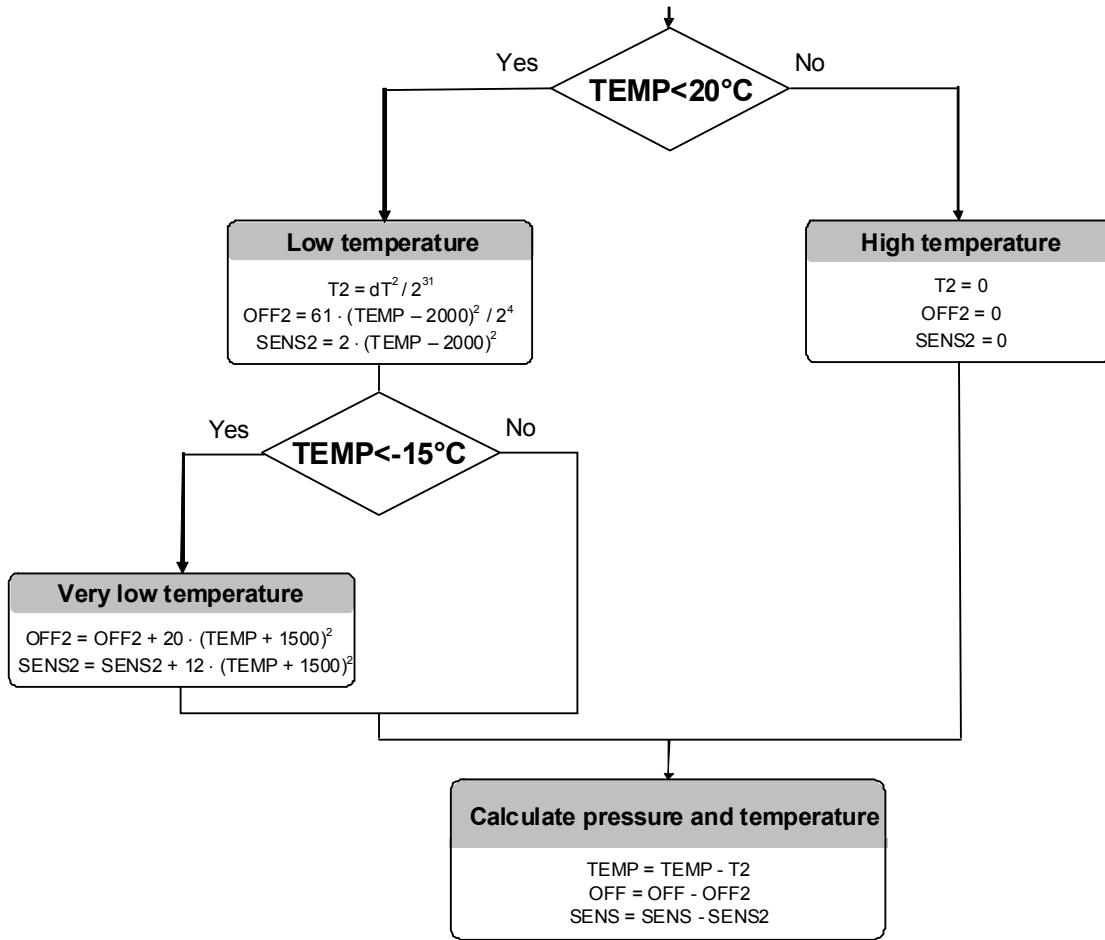 Yes
No
TEMP<20°C
Low temperature
T2 = dT² / 2³¹
OFF2 = 61 · (TEMP – 2000)² / 2⁴
SENS2 = 2 · (TEMP – 2000)²
High temperature
T2 = 0
OFF2 = 0
SENS2 = 0
Yes
No
TEMP<-15°C
Very low temperature
OFF2 = OFF2 + 20 · (TEMP + 1500)²
SENS2 = SENS2 + 12 · (TEMP + 1500)²
Calculate pressure and temperature
TEMP = TEMP - T2
OFF = OFF - OFF2
SENS = SENS - SENS2